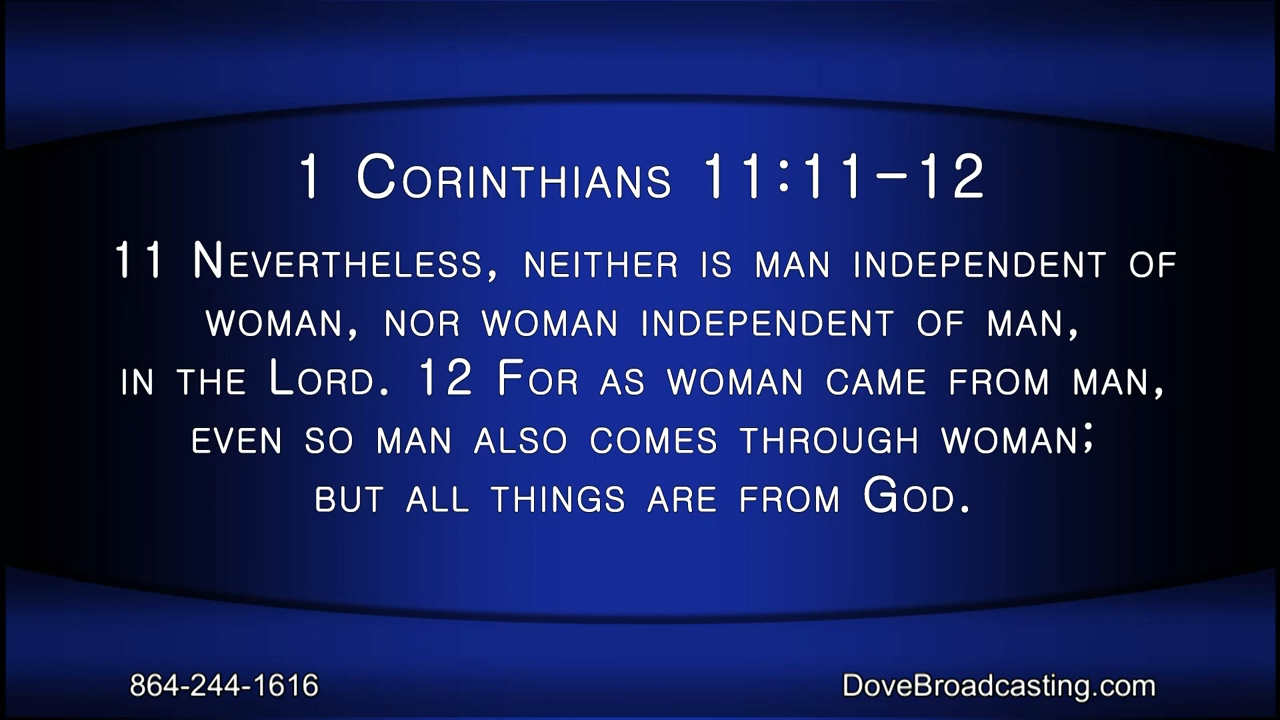 1 Corinthians 11:11-12
11 Nevertheless, neither is man independent of
woman, nor woman independent of man,
in the Lord. 12 For as woman came from man,
even so man also comes through woman;
but all things are from God.
864-244-1616
DoveBroadcasting.com